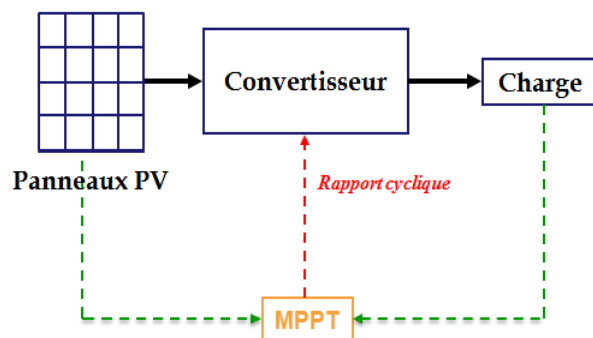 Convertisseur
Charge
Panneaux PV
Rapport cyclique
MPPT